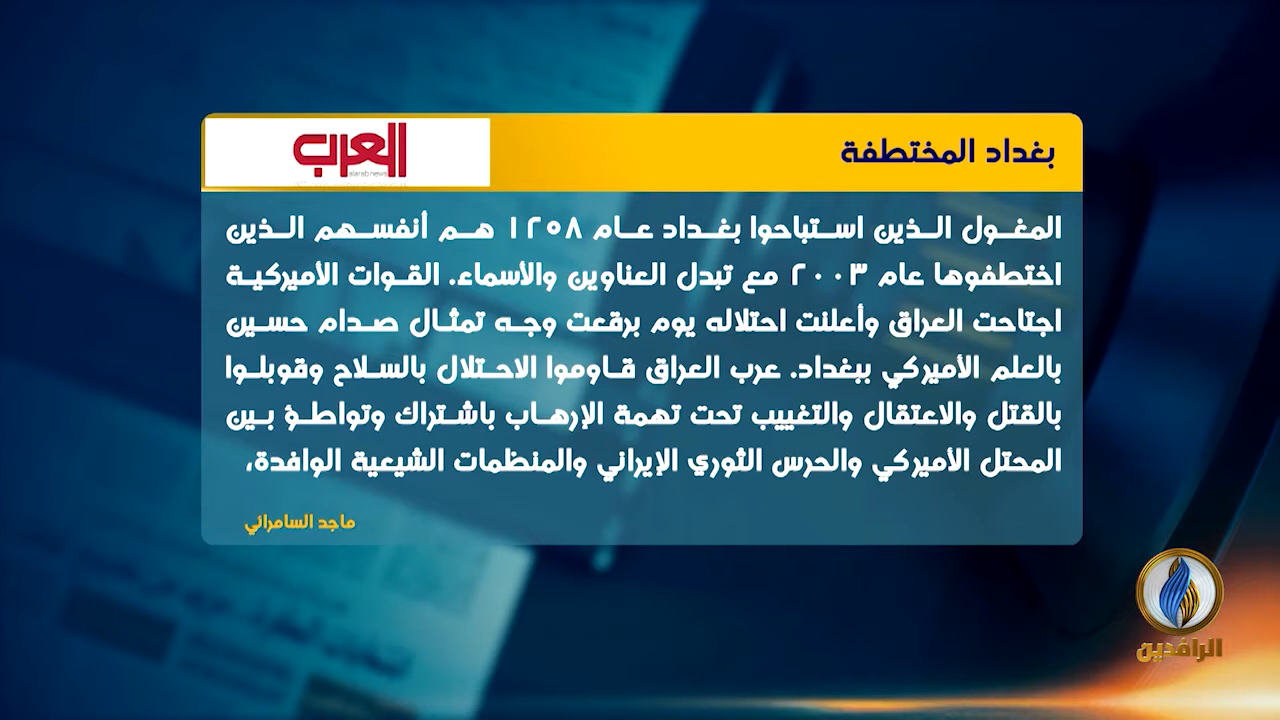 بغداد المختطفة
العرب
alarab news
المغول الذين استباحوا بغداد عام ١٢٥٨ هم أنفسهم الذين
اختطفوها عام ٢٠٠٣ مع تبدل العناوين والأسماء. القوات الأميركية
اجتاحت العراق وأعلنت احتلاله يوم برقعت وجه تمثال صدام حسين
بالعلم الأميركي ببغداد. عرب العراق قاوموا الاحتلال بالسلاح وقوبلوا
بالقتل والاعتقال والتغييب تحت تهمة الإرهاب باشتراك وتواطؤ بين
المحتل الأميركي والحرس الثوري الإيراني والمنظمات الشيعية الوافدة،
ماجد السامرائي
الرافدين